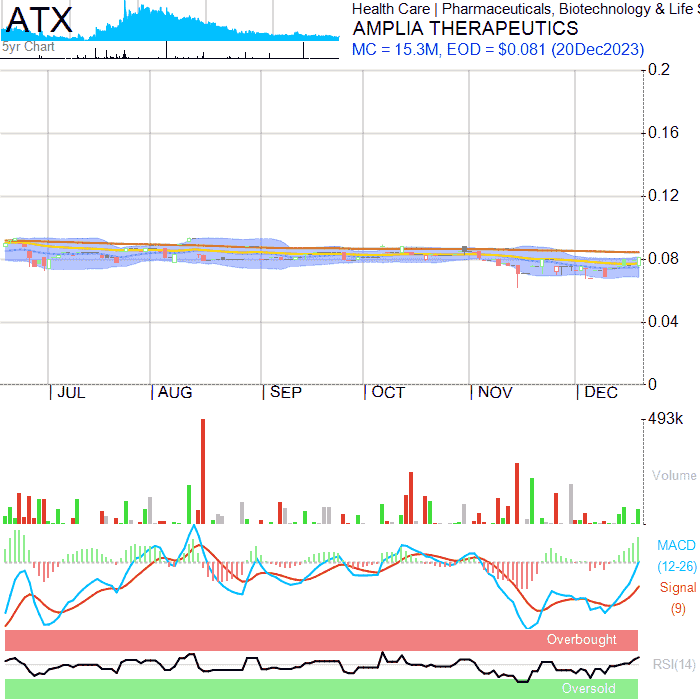 ATX
5yr Chart
Health Care | Pharmaceuticals, Biotechnology & Life S
AMPLIA THERAPEUTICS
MC = 15.3M, EOD = $0.081 (20Dec2023)
0.2
0.16
0.12
0.08
0.04
0
JUL AUG SEP OCT NOV DEC
493k
Volume
MACD
(12-26)
Signal
(9)
Overbought
RSI(14)
Oversold